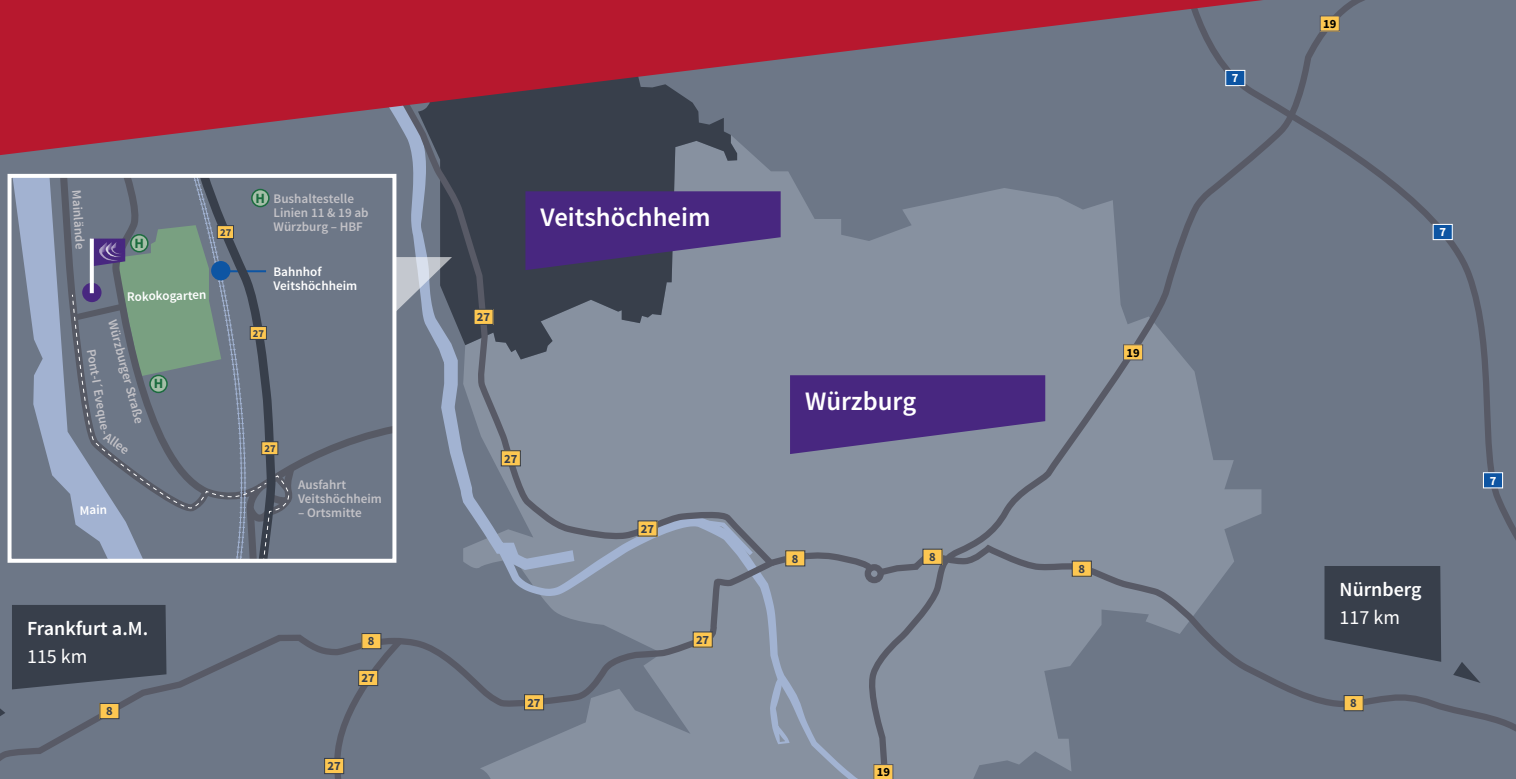 19
7
Mainlände
H
Bushaltestelle
Linien 11 & 19 ab
Würzburg – HBF
H
27
Bahnhof
Veitshöchheim
Rokokogarten
27
Würzburger Straße
Pont-l´Eveque-Allee
H
27
Ausfahrt
Veitshöchheim
– Ortsmitte
Main
Veitshöchheim
7
27
19
Würzburg
27
7
27
8
8
8
Nürnberg
117 km
Frankfurt a.M.
115 km
8
27
27
27
8
8
27
19